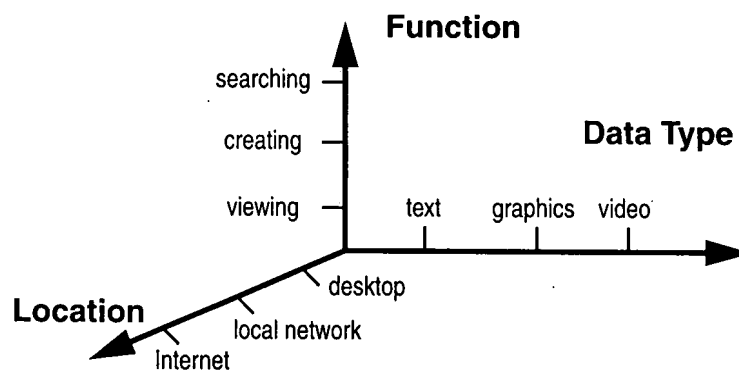 Function
searching
creating
Data Type
viewing
text
graphics
video
desktop
Location
local network
Internet